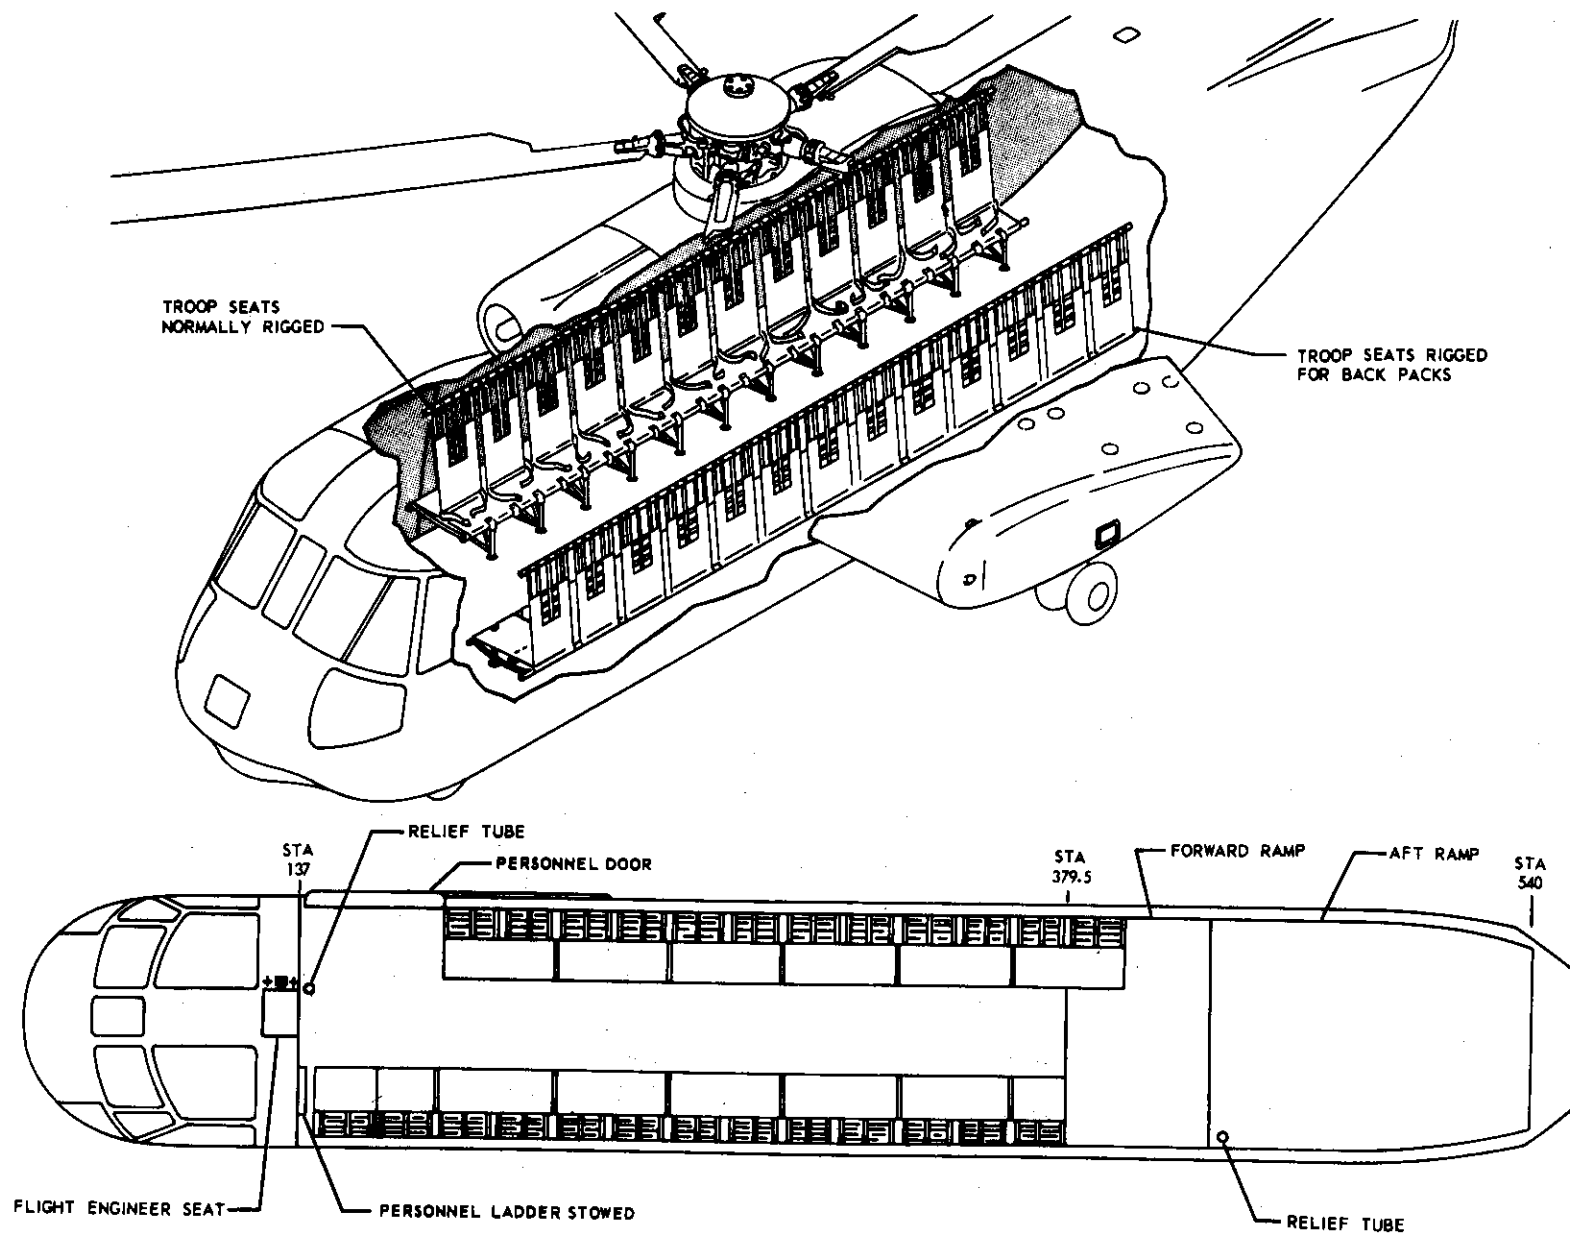 TROOP SEATS
NORMALLY RIGGED
TROOP SEATS RIGGED
FOR BACK PACKS
RELIEF TUBE
STA
137
PERSONNEL DOOR
STA
379.5
FORWARD RAMP
AFT RAMP
STA
540
FLIGHT ENGINEER SEAT
PERSONNEL LADDER STOWED
RELIEF TUBE